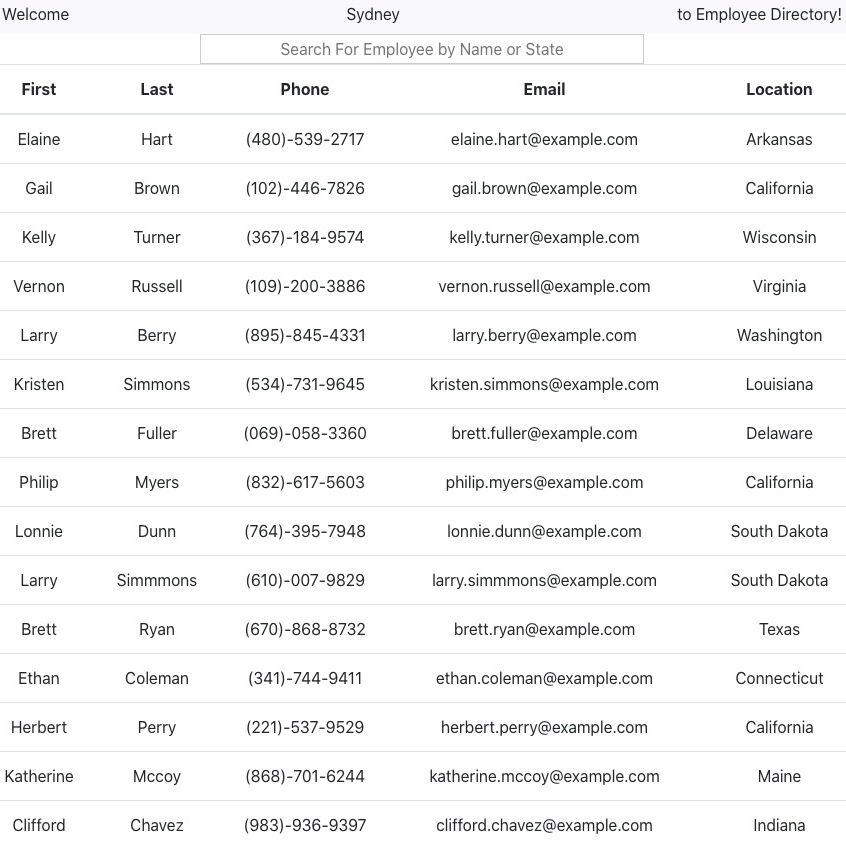 Welcome Sydney to Employee Directory!
Search For Employee by Name or State
First Last Phone Email Location
Elaine Hart (480)-539-2717 elaine.hart@example.com Arkansas
Gail Brown (102)-446-7826 gail.brown@example.com California
Kelly Turner (367)-184-9574 kelly.turner@example.com Wisconsin
Vernon Russell (109)-200-3886 vernon.russell@example.com Virginia
Larry Berry (895)-845-4331 larry.berry@example.com Washington
Kristen Simmons (534)-731-9645 kristen.simmons@example.com Louisiana
Brett Fuller (069)-058-3360 brett.fuller@example.com Delaware
Philip Myers (832)-617-5603 philip.myers@example.com California
Lonnie Dunn (764)-395-7948 lonnie.dunn@example.com South Dakota
Larry Simmmons (610)-007-9829 larry.simmmons@example.com South Dakota
Brett Ryan (670)-868-8732 brett.ryan@example.com Texas
Ethan Coleman (341)-744-9411 ethan.coleman@example.com Connecticut
Herbert Perry (221)-537-9529 herbert.perry@example.com California
Katherine Mccoy (868)-701-6244 katherine.mccoy@example.com Maine
Clifford Chavez (983)-936-9397 clifford.chavez@example.com Indiana